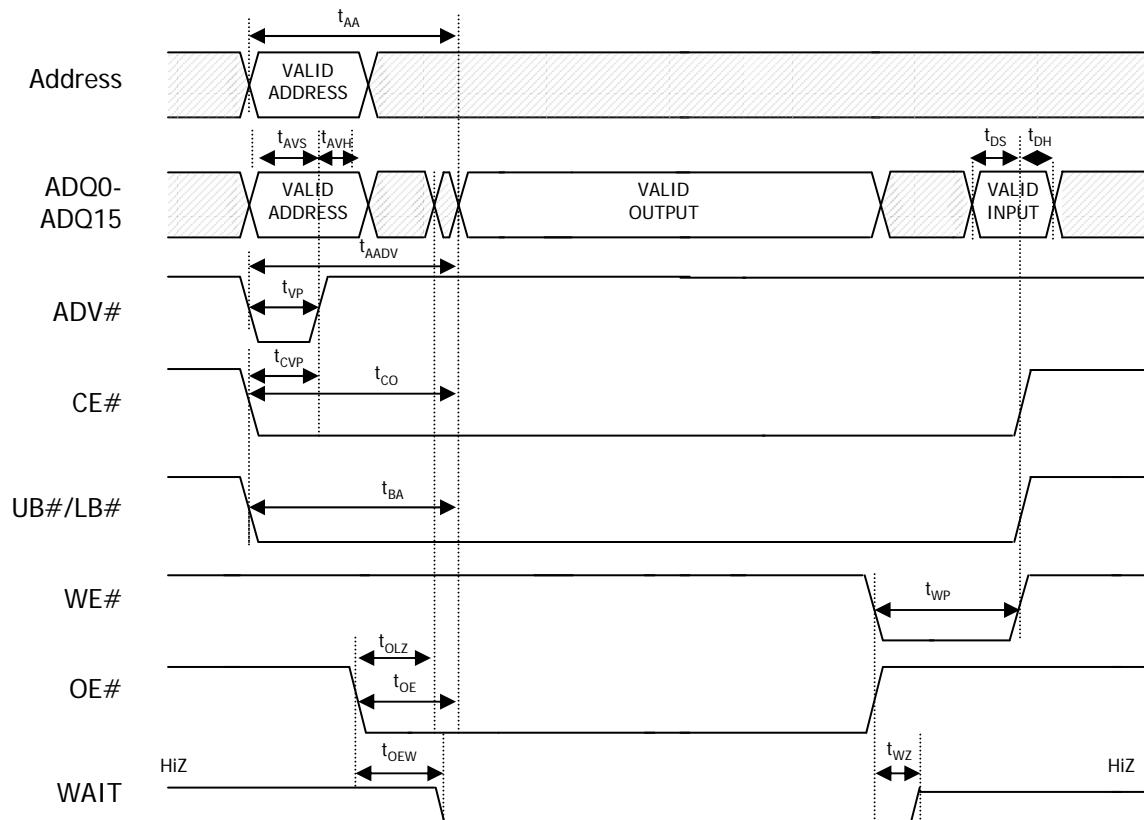 tAA
Address
VALID
ADDRESS
tAVS
tAVH
tDS
tDH
ADQ0-
ADQ15
VALID
ADDRESS
VALID
OUTPUT
VALID
INPUT
tAADV
ADV#
tVP
tCVP
tCO
CE#
UB#/LB#
tBA
WE#
tWP
tOLZ
OE#
tOE
tOEW
tWZ
HiZ
HiZ
WAIT